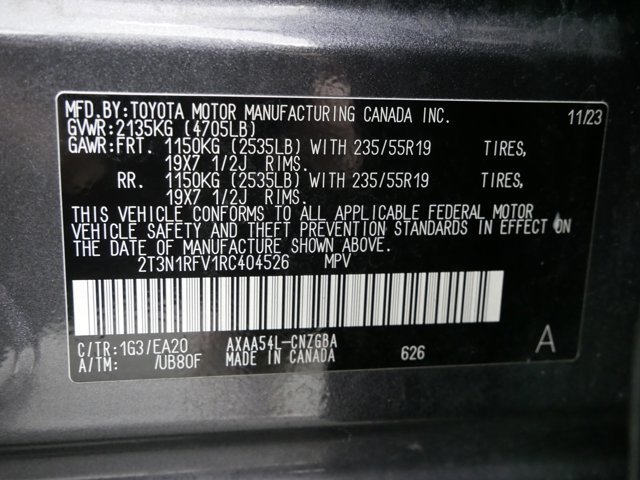 MFD.BY:TOYOTA MOTOR MANUFACTURING CANADA INC. 11/23
GVWR:2135KG (4705LB)
GAWR:FRT. 1150KG (2535LB) WITH 235/55R19 TIRES,
19X7 1/2J RIMS.
RR. 1150KG (2535LB) WITH 235/55R19 TIRES,
19X7 1/2J RIMS.
THIS VEHICLE CONFORMS TO ALL APPLICABLE FEDERAL MOTOR
VEHICLE SAFETY AND THEFT PREVENTION STANDARDS IN EFFECT ON
THE DATE OF MANUFACTURE SHOWN ABOVE.
2T3N1RFV1RC404526 MPV
C/TR:1G3/EA20 AXAA54L-CNZGBA
A/TM: /UB80F MADE IN CANADA 626 A